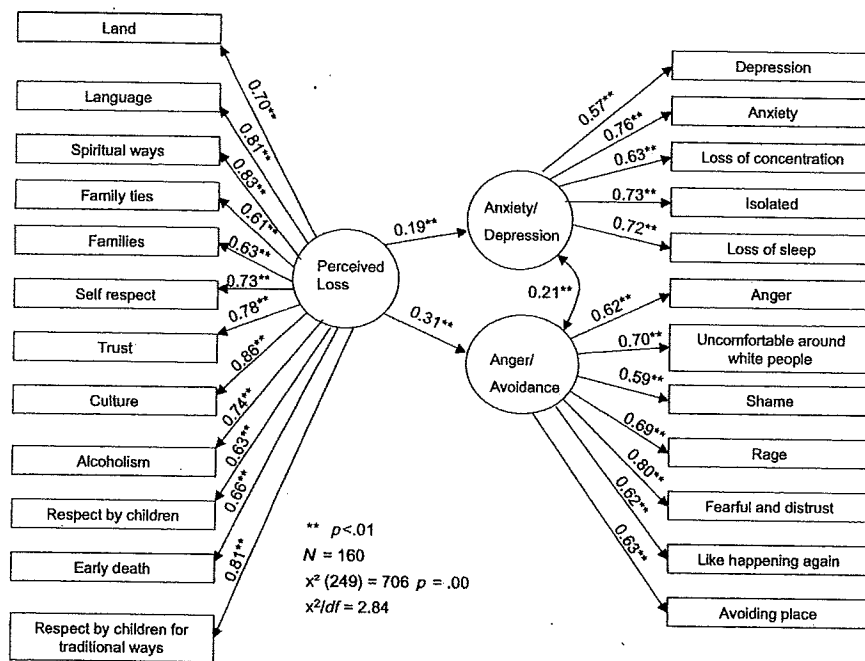 Land
Language
Spiritual ways
Family ties
Families
Self respect
Trust
Culture
Alcoholism
Respect by children
Early death
Respect by children for
traditional ways
0.70**
0.81**
0.83**
0.61**
0.63**
0.73**
0.78**
0.86**
0.74**
0.63**
0.66**
0.81**
Perceived
Loss
0.19**
0.31**
Anxiety/
Depression
0.21**
Anger/
Avoidance
0.57**
0.76**
0.63**
0.73**
0.72**
Depression
Anxiety
Loss of concentration
Isolated
Loss of sleep
0.62**
0.70**
0.59**
0.69**
0.80**
0.62**
0.63**
Anger
Uncomfortable around
white people
Shame
Rage
Fearful and distrust
Like happening again
Avoiding place
** p<.01
N = 160
x² (249) = 706 p = .00
x²/df = 2.84